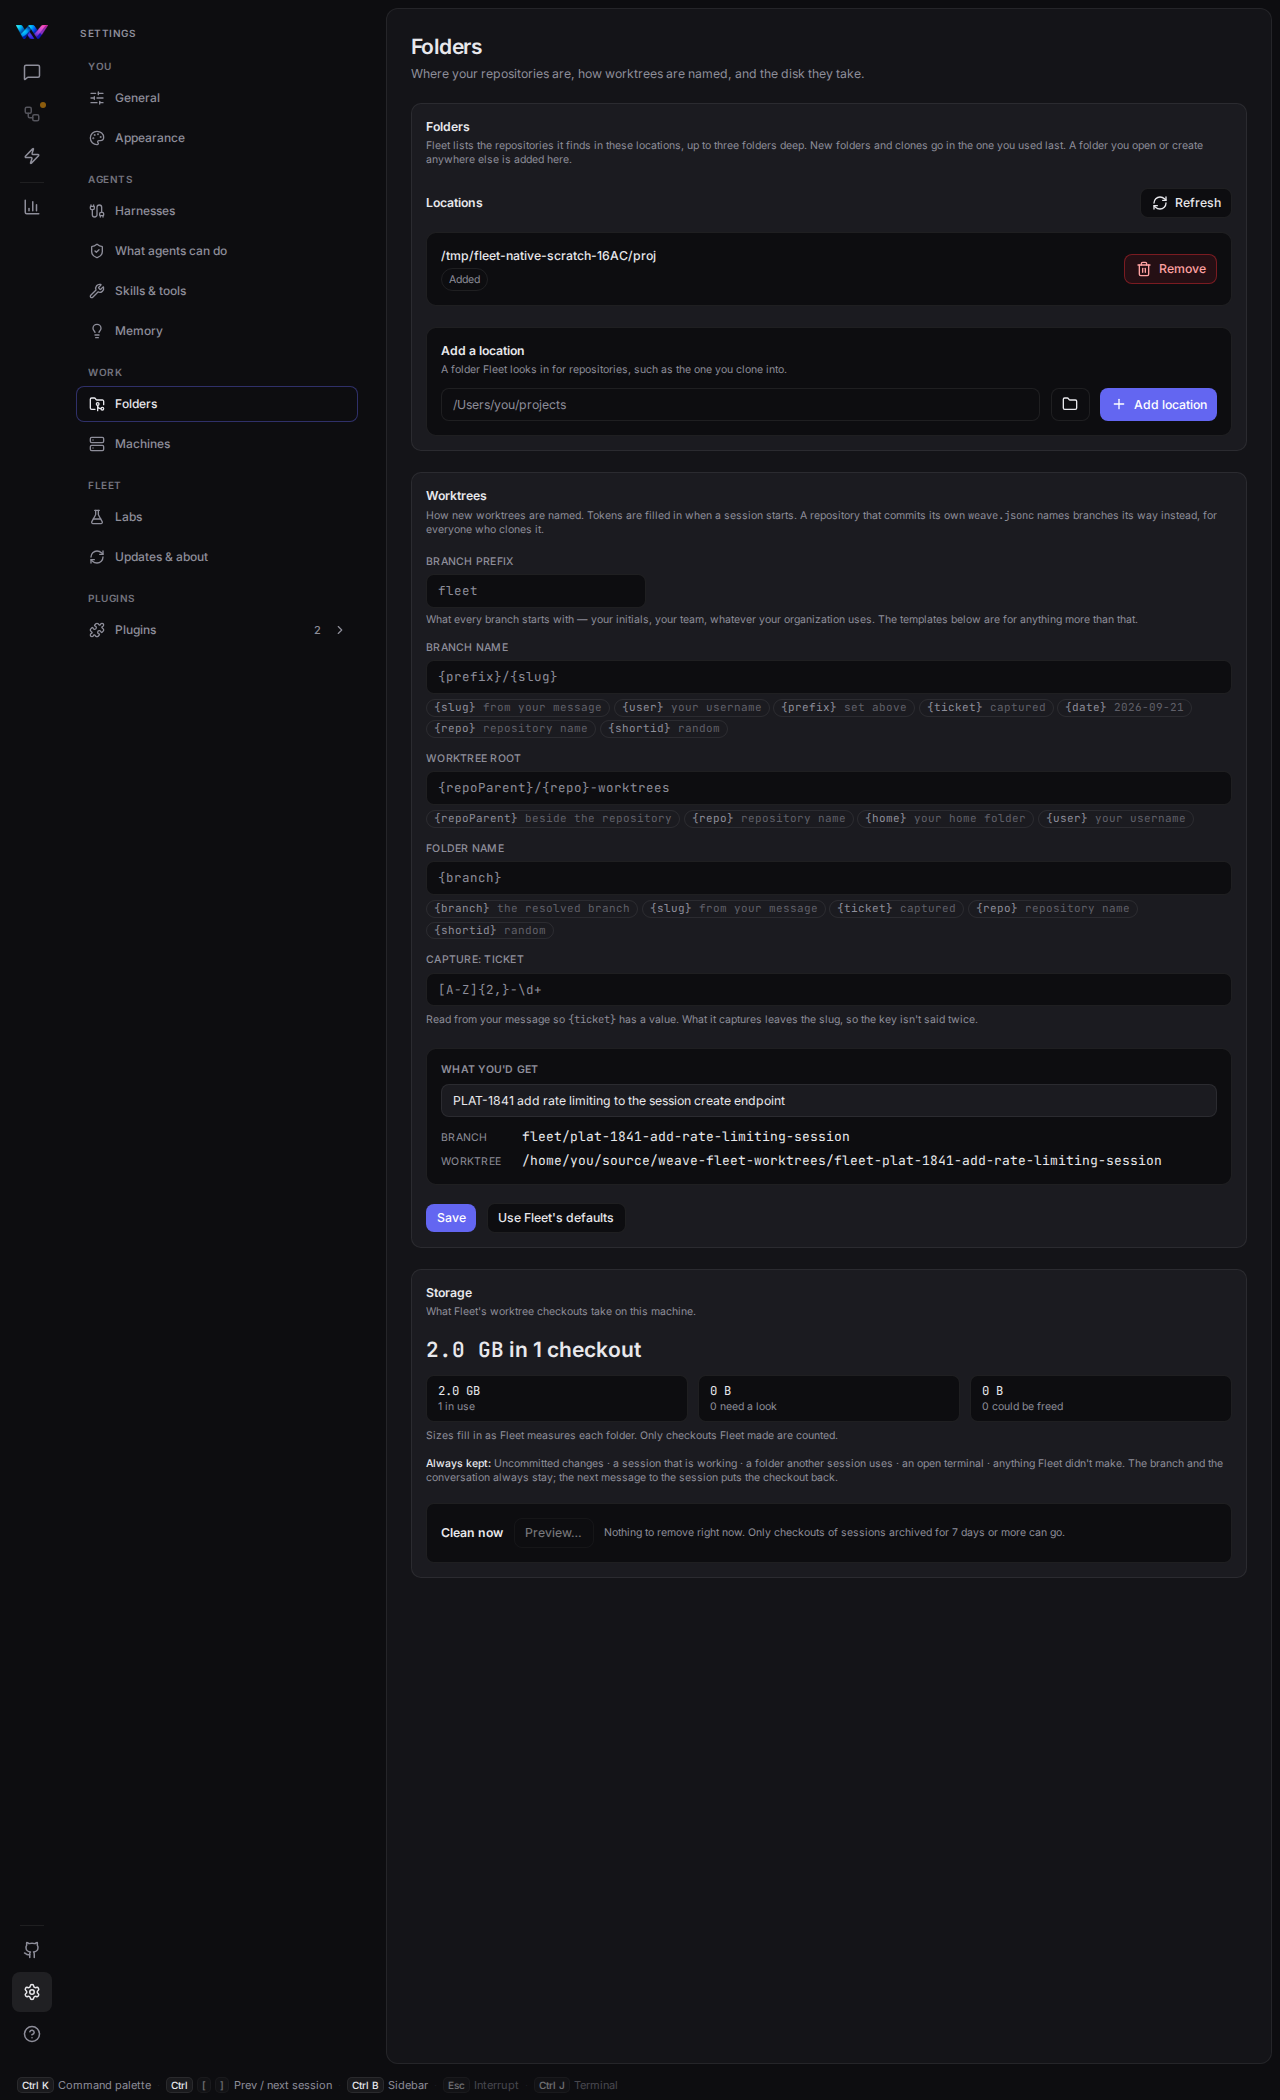 SETTINGS
YOU
General
Appearance
AGENTS
Harnesses
What agents can do
Skills & tools
Memory
WORK
Folders
Machines
FLEET
Labs
Updates & about
PLUGINS
Plugins 2
Folders
Where your repositories are, how worktrees are named, and the disk they take.
Folders
Fleet lists the repositories it finds in these locations, up to three folders deep. New folders and clones go in the one you used last. A folder you open or create
anywhere else is added here.
Locations
Refresh
/tmp/fleet-native-scratch-16AC/proj
Added
Remove
Add a location
A folder Fleet looks in for repositories, such as the one you clone into.
/Users/you/projects
Add location
Worktrees
How new worktrees are named. Tokens are filled in when a session starts. A repository that commits its own weave.jsonc names branches its way instead, for
everyone who clones it.
BRANCH PREFIX
fleet
What every branch starts with — your initials, your team, whatever your organization uses. The templates below are for anything more than that.
BRANCH NAME
{prefix}/{slug}
{slug} from your message {user} your username {prefix} set above {ticket} captured {date} 2026-09-21
{repo} repository name {shortid} random
WORKTREE ROOT
{repoParent}/{repo}-worktrees
{repoParent} beside the repository {repo} repository name {home} your home folder {user} your username
FOLDER NAME
{branch}
{branch} the resolved branch {slug} from your message {ticket} captured {repo} repository name
{shortid} random
CAPTURE: TICKET
[A-Z]{2,}-\d+
Read from your message so {ticket} has a value. What it captures leaves the slug, so the key isn't said twice.
WHAT YOU'D GET
PLAT-1841 add rate limiting to the session create endpoint
BRANCH fleet/plat-1841-add-rate-limiting-session
WORKTREE /home/you/source/weave-fleet-worktrees/fleet-plat-1841-add-rate-limiting-session
Save Use Fleet's defaults
Storage
What Fleet's worktree checkouts take on this machine.
2.0 GB in 1 checkout
2.0 GB
1 in use
0 B
0 need a look
0 B
0 could be freed
Sizes fill in as Fleet measures each folder. Only checkouts Fleet made are counted.
Always kept: Uncommitted changes · a session that is working · a folder another session uses · an open terminal · anything Fleet didn't make. The branch and the
conversation always stay; the next message to the session puts the checkout back.
Clean now Preview... Nothing to remove right now. Only checkouts of sessions archived for 7 days or more can go.
Ctrl K Command palette Ctrl [ ] Prev / next session Ctrl B Sidebar Esc Interrupt Ctrl J Terminal